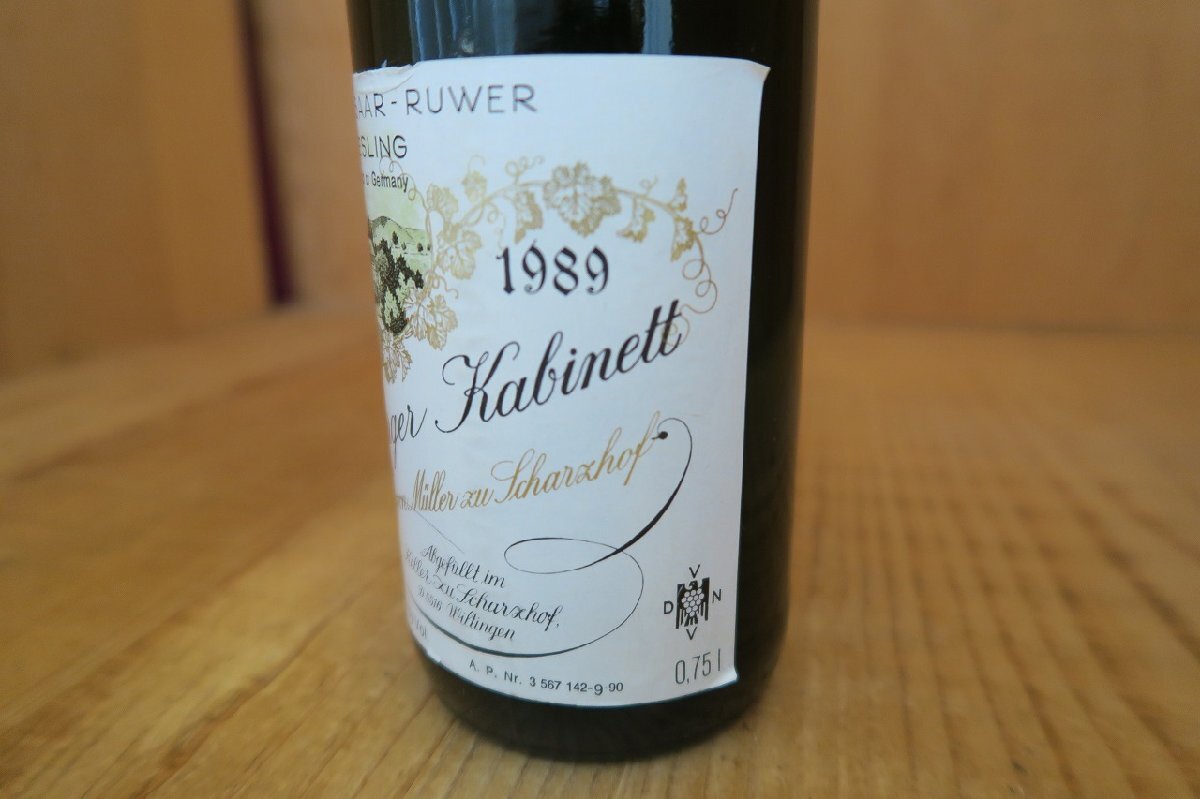 AAR-RUWER
SLING
Germany
1989
ger Kabinett
Müller zu Scharzhof
Abgefüllt im
Müller zu Scharzhof,
Wiltingen
V
D N
V
A. P. Nr. 3 567 142-9 90
0,75 l